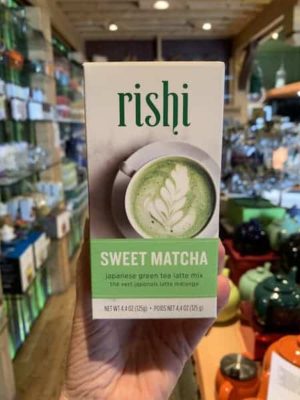 rishi
SWEET MATCHA
japanese green tea latte mix
thé vert japonais latte mélange
NET WT 4.4 OZ (125g) • POIDS NET 4,4 OZ (125 g)